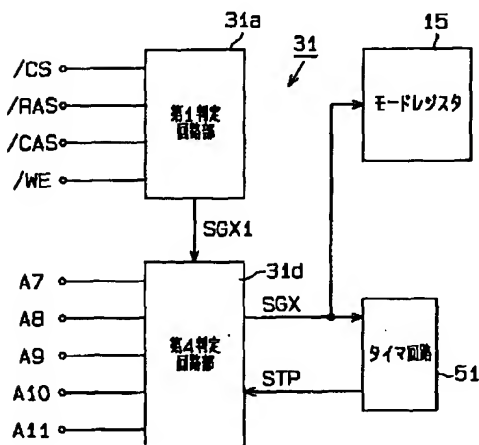 31a
31
15
/CS
/RAS
/CAS
/WE
第1判定
回路部
モードレジスタ
SGX1
31d
A7
A8
A9
A10
A11
第4判定
回路部
SGX
STP
タイマ回路
51